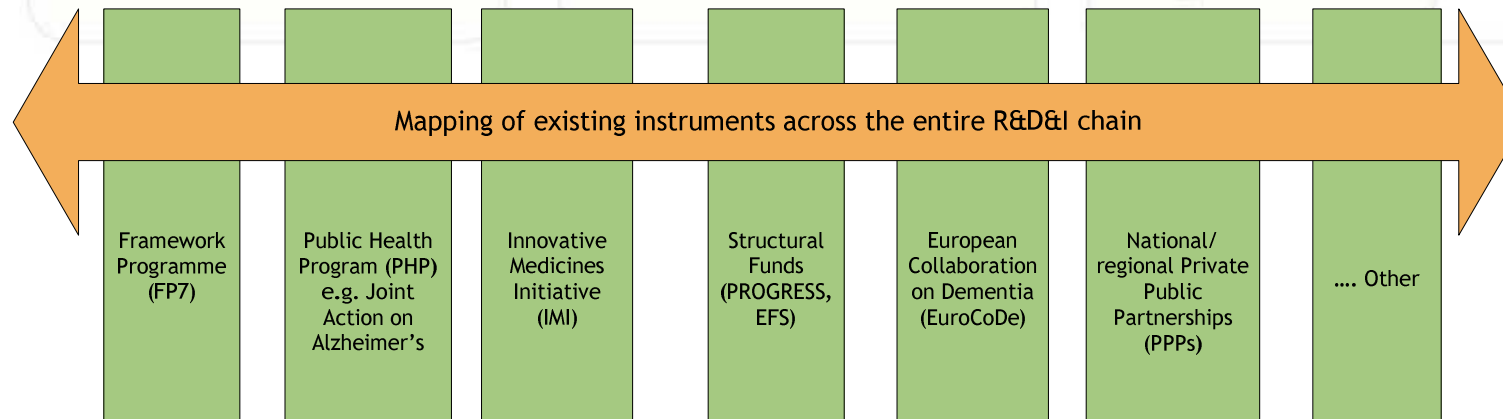 Mapping of existing instruments across the entire R&D&I chain
Framework
Programme
(FP7)
Public Health
Program (PHP)
e.g. Joint
Action on
Alzheimer’s
Innovative
Medicines
Initiative
(IMI)
Structural
Funds
(PROGRESS,
EFS)
European
Collaboration
on Dementia
(EuroCoDe)
National/
regional Private
Public
Partnerships
(PPPs)
…. Other